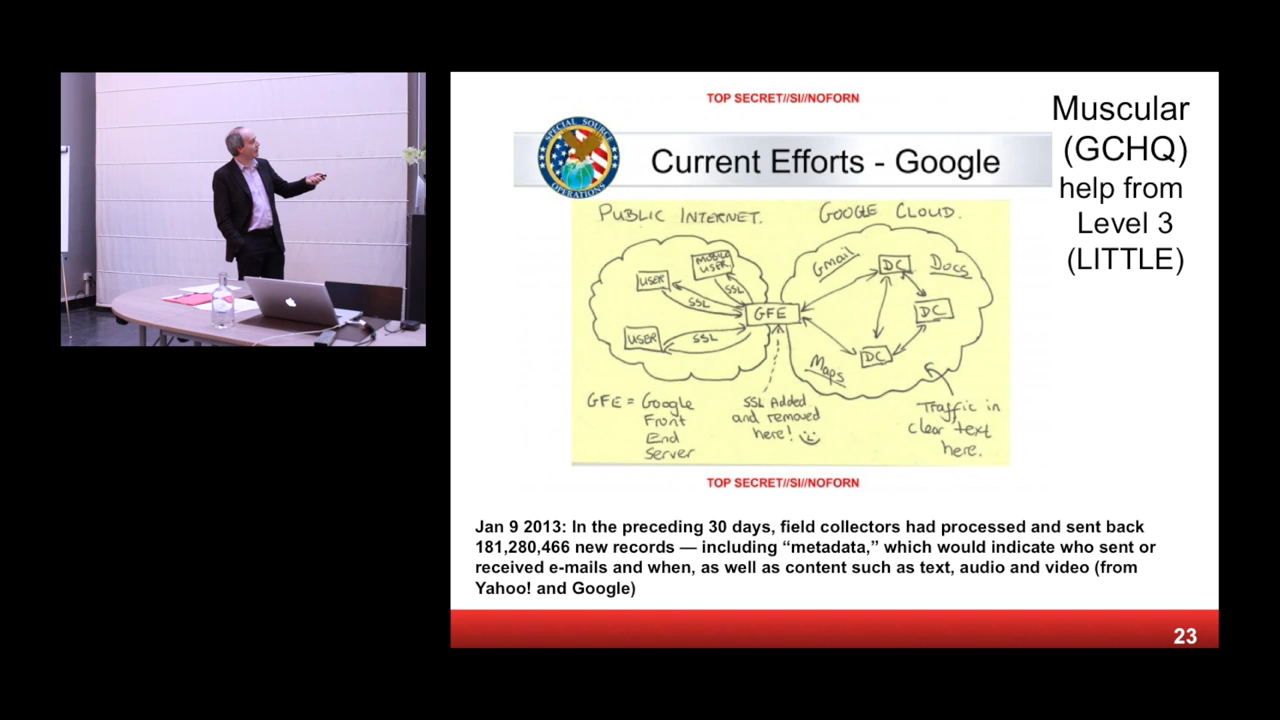 TOP SECRET//SI//NOFORN
Muscular
(GCHQ)
help from
Level 3
(LITTLE)
SPECIAL SOURCE
OPERATIONS
Current Efforts - Google
PUBLIC INTERNET.
GOOGLE CLOUD.
MOBILE
USER
USER
SSL
SSL
USER
SSL
GFE
Gmail
DC
Docs
DC
DC
Maps
GFE = Google
Front
End
Server
SSL Added
and removed
here!
Traffic in
clear text
here.
TOP SECRET//SI//NOFORN
Jan 9 2013: In the preceding 30 days, field collectors had processed and sent back
181,280,466 new records — including “metadata,” which would indicate who sent or
received e-mails and when, as well as content such as text, audio and video (from
Yahoo! and Google)
23